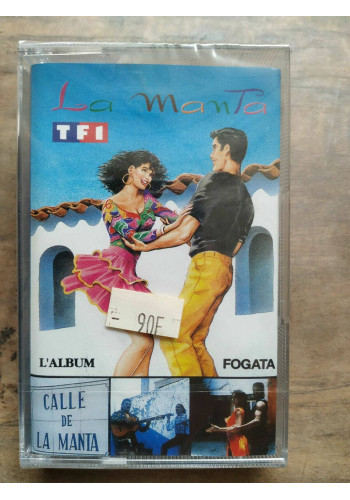 La Manta
TF1
90F
L'ALBUM
FOGATA
CALLE
DE
LA MANTA